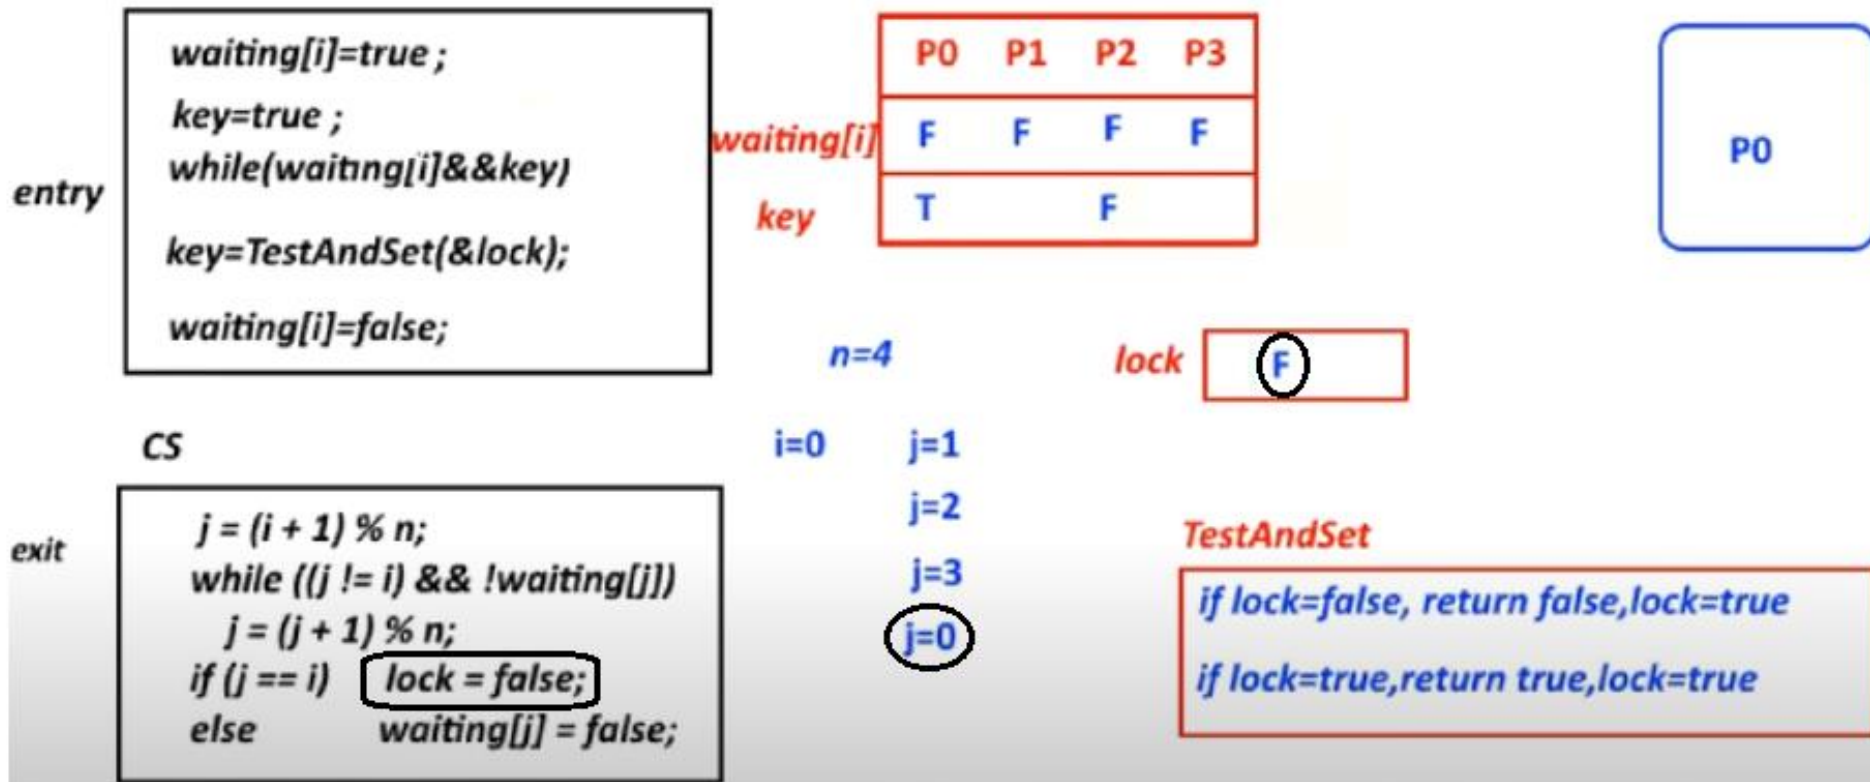 entry
waiting[i]=true ;
key=true ;
while(waiting[i]&&key)
key=TestAndSet(&lock);
waiting[i]=false;
CS
exit
j = (i + 1) % n;
while ((j != i) && !waiting[j])
j = (j + 1) % n;
if (j == i) lock = false;
else waiting[j] = false;
P0 P1 P2 P3
waiting[i] F F F F
key T F
n=4
lock F
i=0 j=1
j=2
j=3
j=0
P0
TestAndSet
if lock=false, return false,lock=true
if lock=true,return true,lock=true